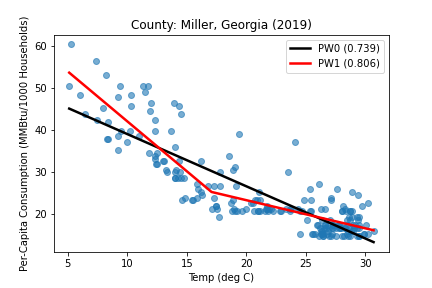 County: Miller, Georgia (2019)
Per-Capita Consumption (MMBtu/1000 Households)
60
50
40
30
20
PW0 (0.739)
PW1 (0.806)
5 10 15 20 25 30
Temp (deg C)